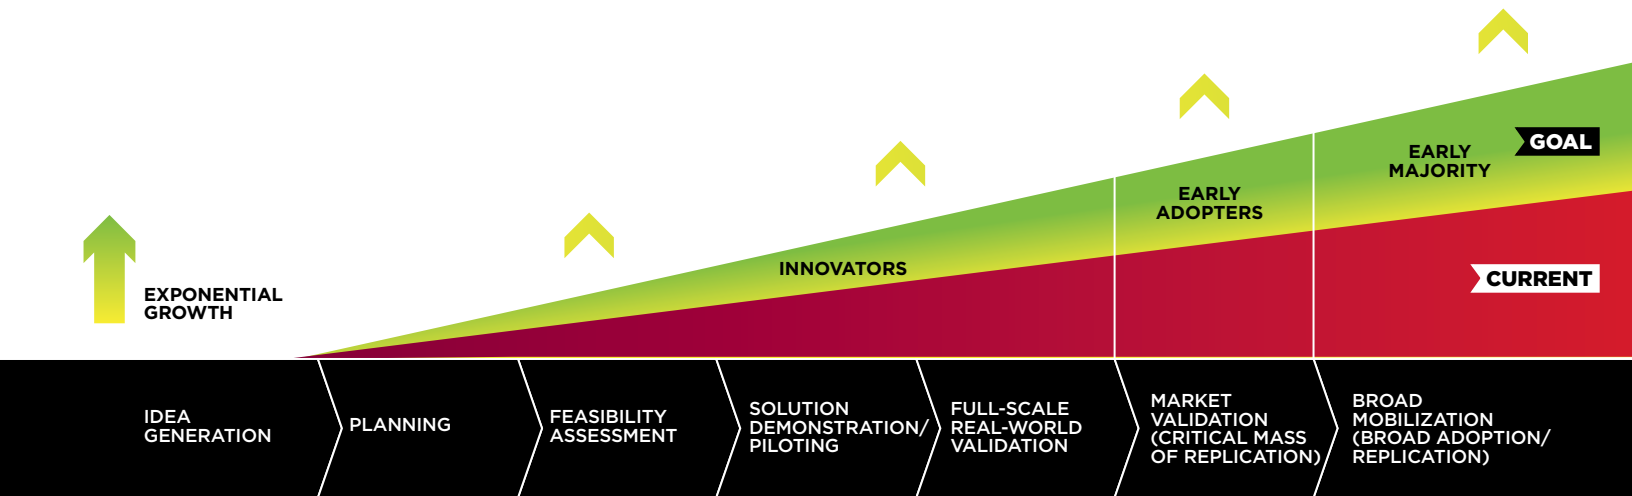 GOAL
EARLY
MAJORITY
EARLY
ADOPTERS
INNOVATORS
CURRENT
EXPONENTIAL
GROWTH
IDEA
GENERATION
PLANNING
FEASIBILITY
ASSESSMENT
SOLUTION
DEMONSTRATION/
PILOTING
FULL-SCALE
REAL-WORLD
VALIDATION
MARKET
VALIDATION
(CRITICAL MASS
OF REPLICATION)
BROAD
MOBILIZATION
(BROAD ADOPTION/
REPLICATION)